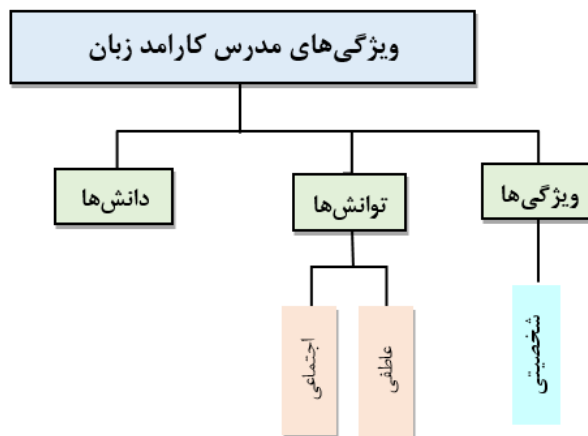 ویژگی‌های مدرس کارامد زبان
ویژگی‌ها
توانش‌ها
دانش‌ها
شخصیتی
عاطفی
اجتماعی